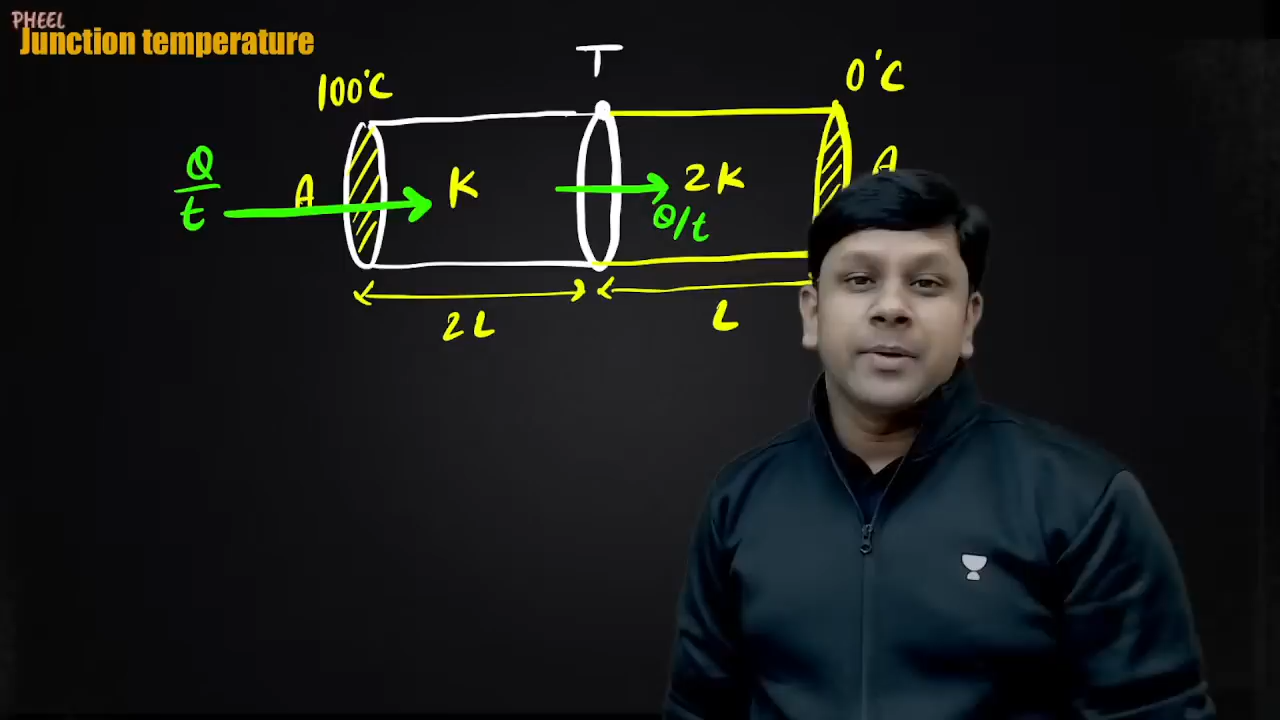 PHEEL
Junction temperature
T
100°C
0°C
Q/t
A
K
2K
A
Q/t
2L
L